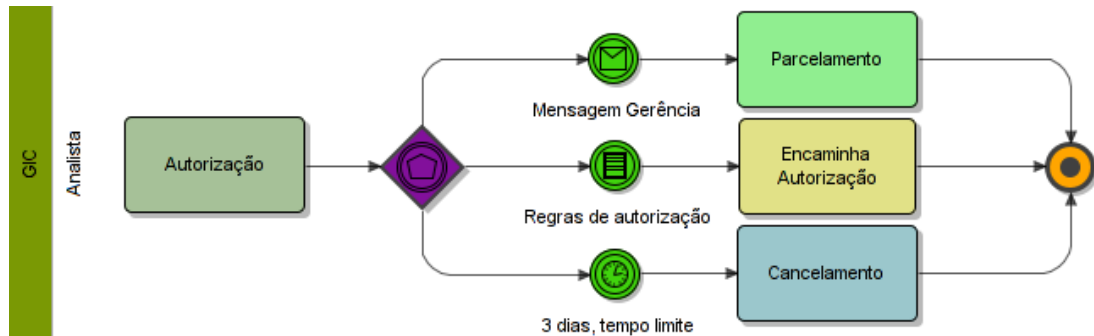 GIC
Analista
Autorização
Mensagem Gerência
Parcelamento
Regras de autorização
Encaminha
Autorização
3 dias, tempo limite
Cancelamento